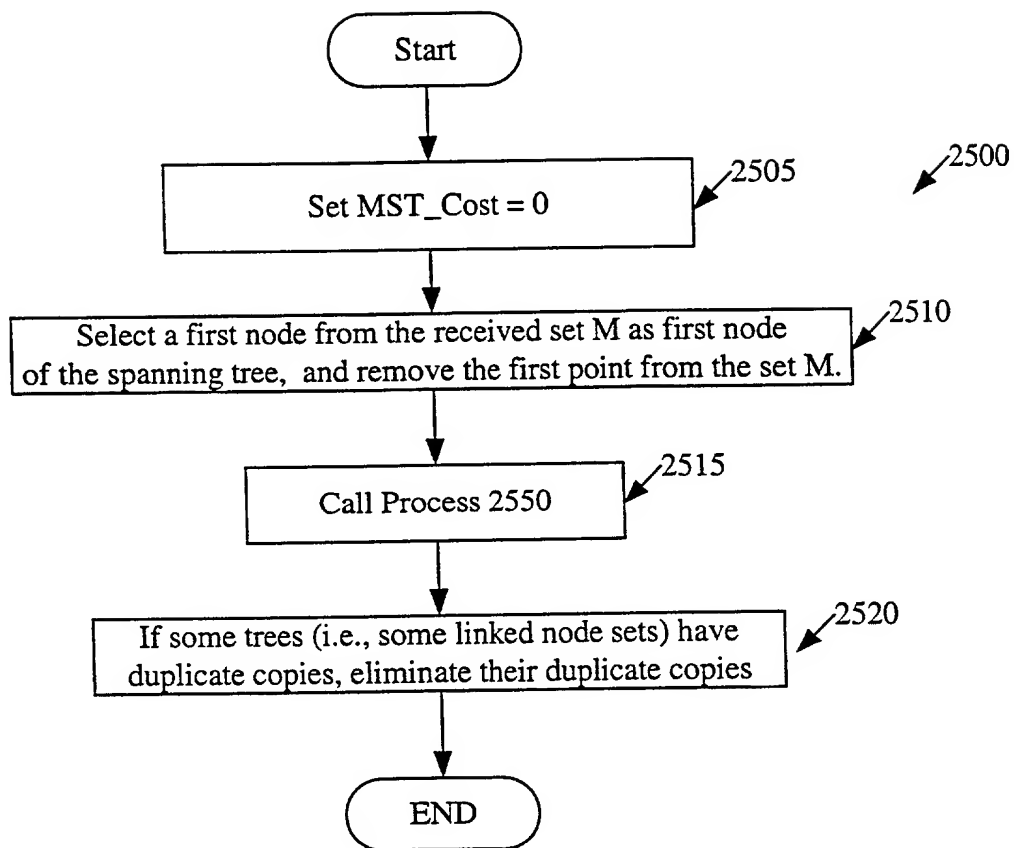 Start
2505
2500
Set MST_Cost = 0
2510
Select a first node from the received set M as first node
of the spanning tree, and remove the first point from the set M.
2515
Call Process 2550
2520
If some trees (i.e., some linked node sets) have
duplicate copies, eliminate their duplicate copies
END